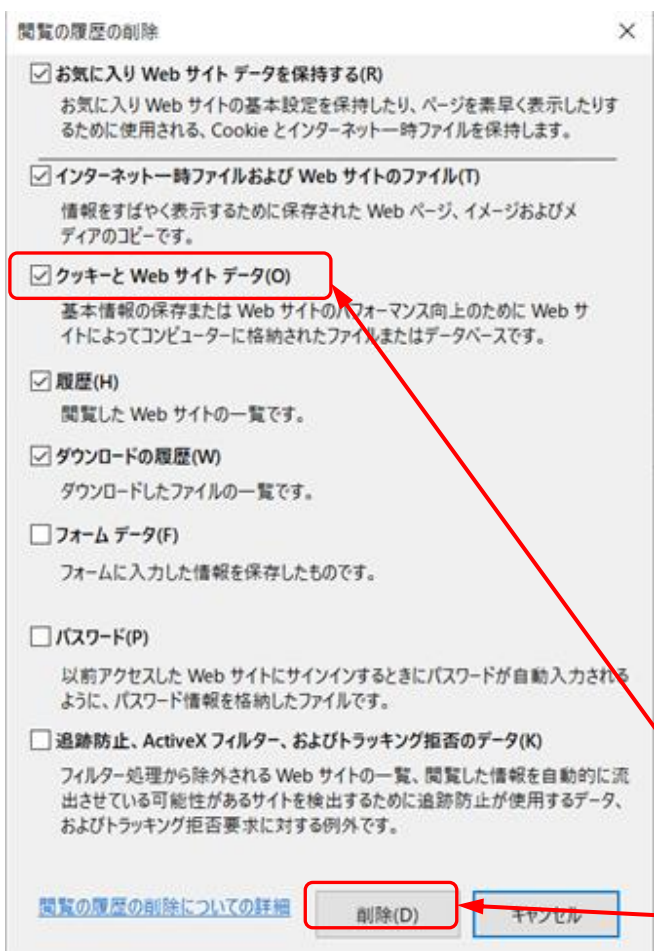 閲覧の履歴の削除
お気に入り Web サイト データを保持する(R)
お気に入り Web サイトの基本設定を保持したり、ページを素早く表示したりす
るために使用される、Cookie とインターネット一時ファイルを保持します。
インターネット一時ファイルおよび Web サイトのファイル(T)
情報をすばやく表示するために保存された Web ページ、イメージおよびメ
ディアのコピーです。
クッキーと Web サイト データ(O)
基本情報の保存または Web サイトのパフォーマンス向上のために Web サ
イトによってコンピューターに格納されたファイルまたはデータベースです。
履歴(H)
閲覧した Web サイトの一覧です。
ダウンロードの履歴(W)
ダウンロードしたファイルの一覧です。
フォーム データ(F)
フォームに入力した情報を保存したものです。
パスワード(P)
以前アクセスした Web サイトにサインインするときにパスワードが自動入力される
ように、パスワード情報を格納したファイルです。
追跡防止、ActiveX フィルター、およびトラッキング拒否のデータ(K)
フィルター処理から除外される Web サイトの一覧、閲覧した情報を自動的に流
出させている可能性があるサイトを検出するために追跡防止が使用するデータ、
およびトラッキング拒否要求に対する例外です。
閲覧の履歴の削除についての詳細
削除(D)
キャンセル